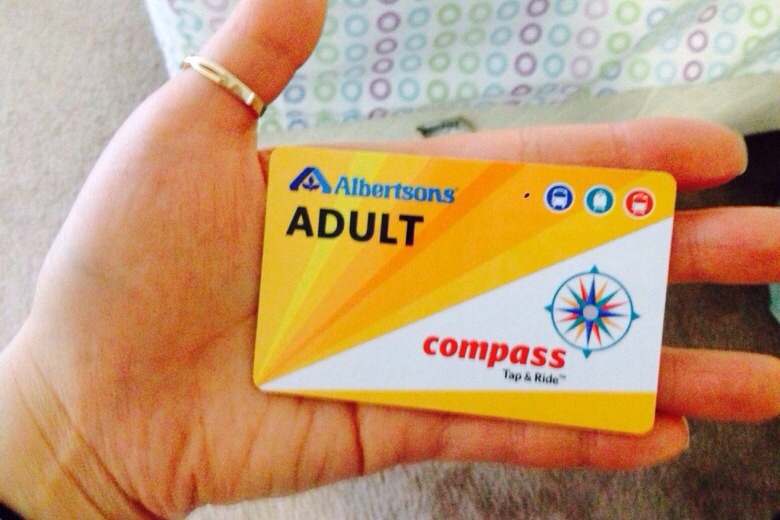 Albertsons
ADULT
compass
Tap & Ride™